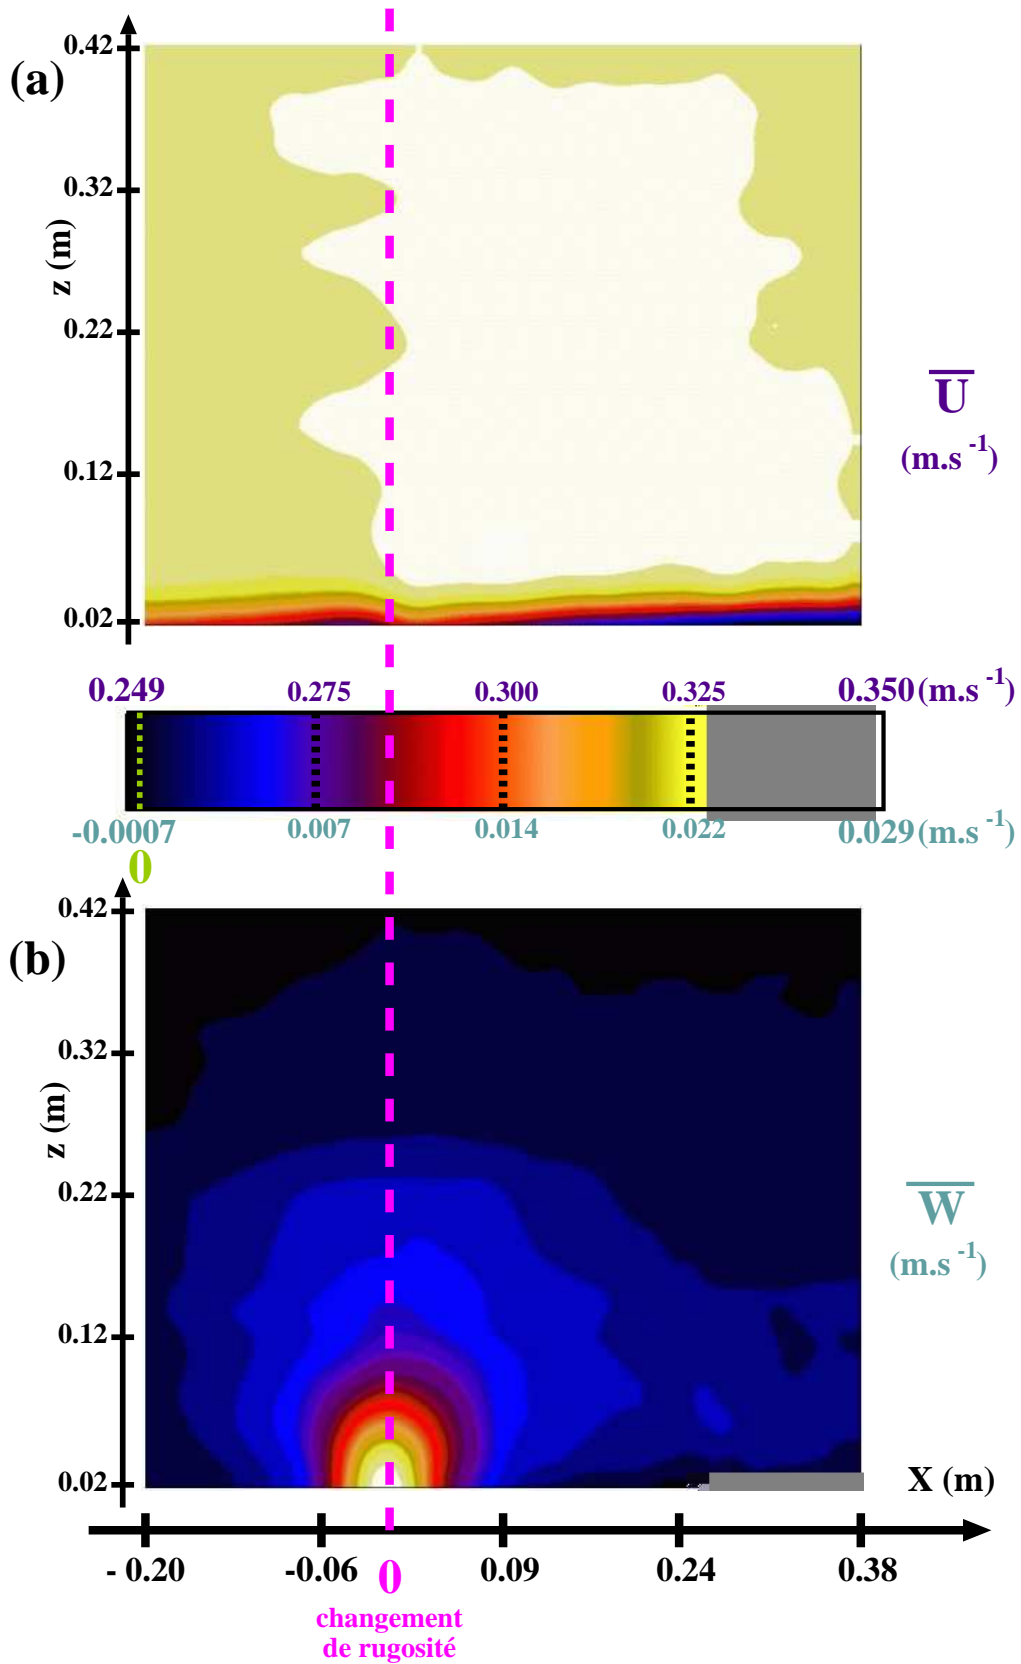 (a)
0.42
0.32
z (m)
0.22
0.12
0.02
U
(m.s -1)
0.249 0.275 0.300 0.325 0.350 (m.s -1)
-0.0007 0.007 0.014 0.022 0.029 (m.s -1)
0
(b)
0.42
0.32
z (m)
0.22
0.12
0.02
W
(m.s -1)
X (m)
- 0.20 -0.06 0 0.09 0.24 0.38
changement
de rugosité